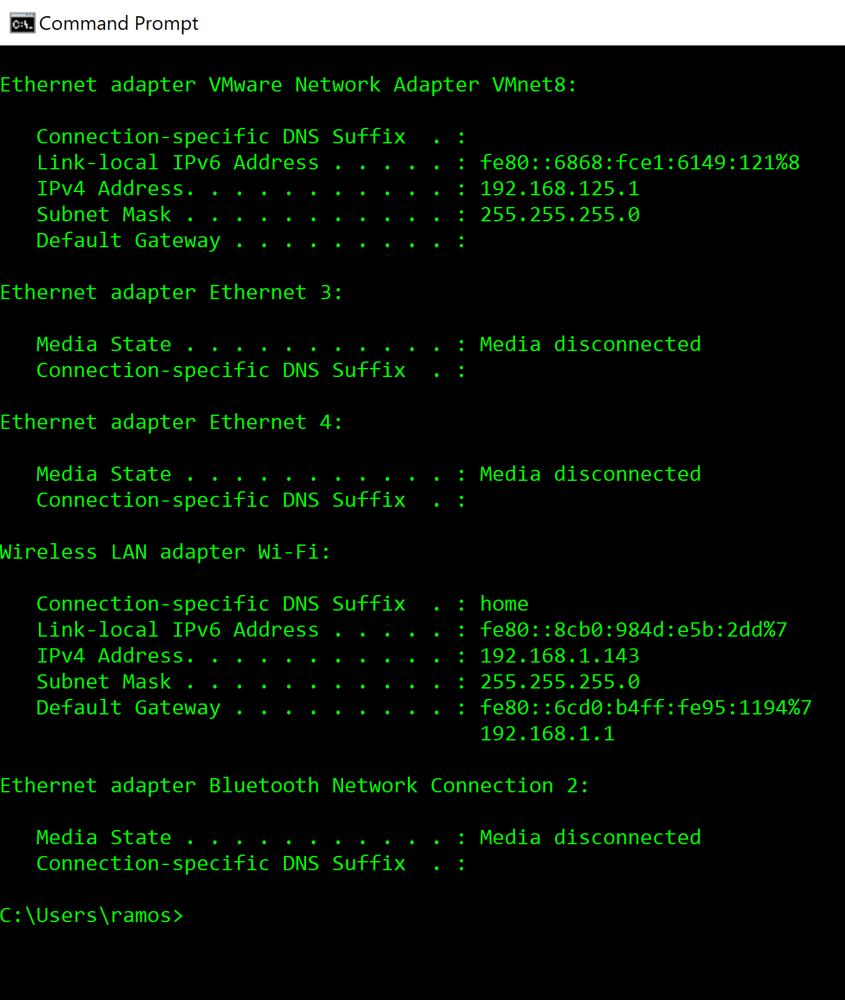 Command Prompt
Ethernet adapter VMware Network Adapter VMnet8:
Connection-specific DNS Suffix  . :
Link-local IPv6 Address . . . . . : fe80::6868:fce1:6149:121%8
IPv4 Address. . . . . . . . . . . : 192.168.125.1
Subnet Mask . . . . . . . . . . . : 255.255.255.0
Default Gateway . . . . . . . . . :
Ethernet adapter Ethernet 3:
Media State . . . . . . . . . . . : Media disconnected
Connection-specific DNS Suffix  . :
Ethernet adapter Ethernet 4:
Media State . . . . . . . . . . . : Media disconnected
Connection-specific DNS Suffix  . :
Wireless LAN adapter Wi-Fi:
Connection-specific DNS Suffix  . : home
Link-local IPv6 Address . . . . . : fe80::8cb0:984d:e5b:2dd%7
IPv4 Address. . . . . . . . . . . : 192.168.1.143
Subnet Mask . . . . . . . . . . . : 255.255.255.0
Default Gateway . . . . . . . . . : fe80::6cd0:b4ff:fe95:1194%7
192.168.1.1
Ethernet adapter Bluetooth Network Connection 2:
Media State . . . . . . . . . . . : Media disconnected
Connection-specific DNS Suffix  . :
C:\Users\ramos>